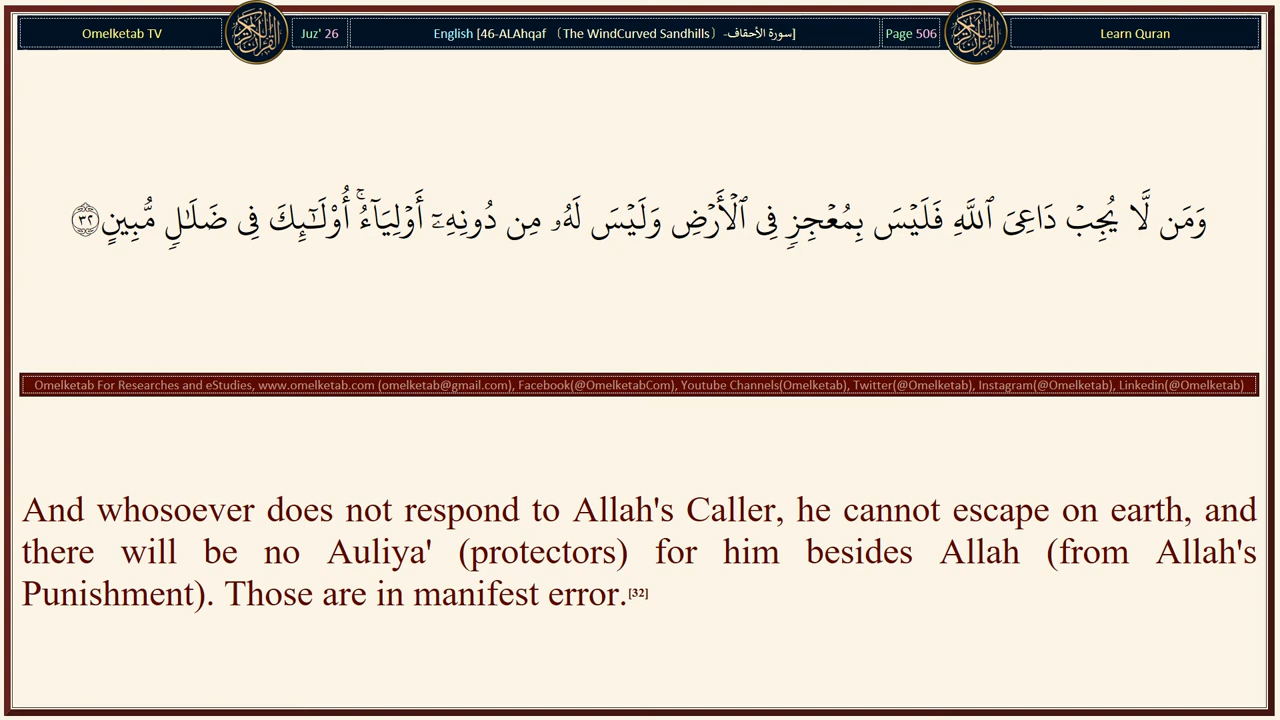 Omelketab TV
Juz' 26
English [46-ALAhqaf （The WindCurved Sandhills） -سورة الأحقاف]
Page 506
Learn Quran
وَمَن لَّا يُجِبْ دَاعِىَ ٱللَّهِ فَلَيْسَ بِمُعْجِزٍ فِى ٱلْأَرْضِ وَلَيْسَ لَهُۥ مِن دُونِهِۦٓ أَوْلِيَآءُ ۚ أُو۟لَـٰٓئِكَ فِى ضَلَـٰلٍ مُّبِينٍ ٣٢
Omelketab For Researches and eStudies, www.omelketab.com (omelketab@gmail.com), Facebook(@OmelketabCom), Youtube Channels(Omelketab), Twitter(@Omelketab), Instagram(@Omelketab), Linkedin(@Omelketab)
And whosoever does not respond to Allah's Caller, he cannot escape on earth, and
there will be no Auliya' (protectors) for him besides Allah (from Allah's
Punishment). Those are in manifest error.[32]